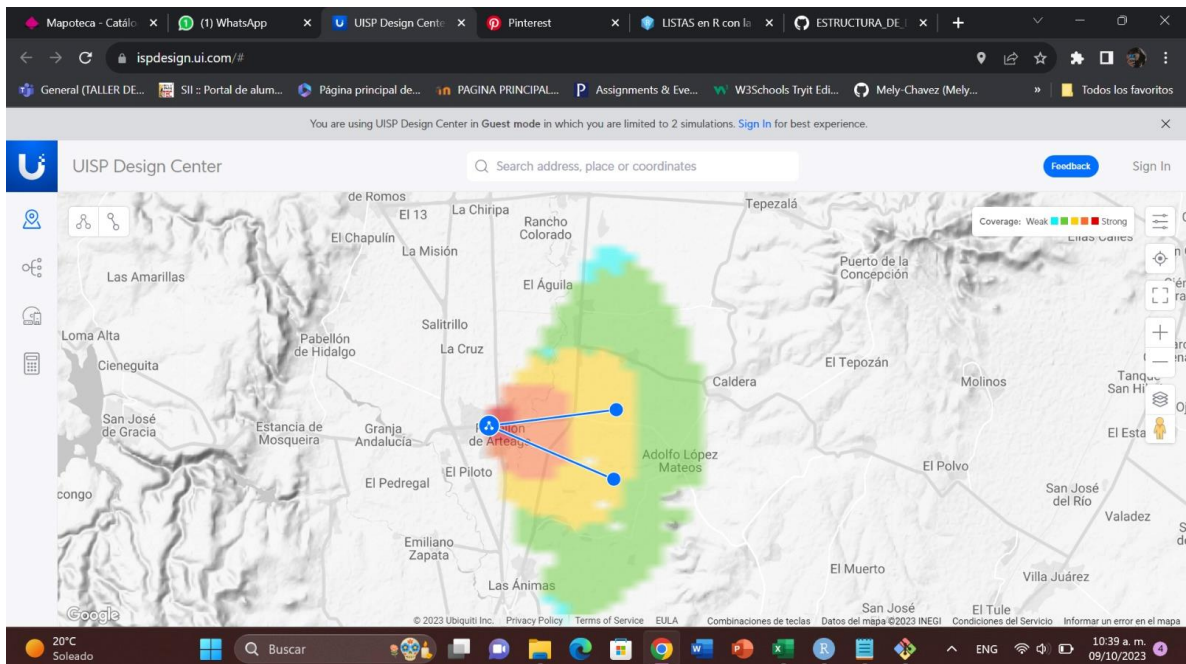 Mapoteca - Catálo
(1) WhatsApp
UISP Design Cente
Pinterest
LISTAS en R con la
ESTRUCTURA_DE_
ispdesign.ui.com/#
General (TALLER DE...
SII :: Portal de alum...
Página principal de...
PAGINA PRINCIPAL...
Assignments & Eve...
W3Schools Tryit Edi...
Mely-Chavez (Mely...
»
Todos los favoritos
You are using UISP Design Center in Guest mode in which you are limited to 2 simulations. Sign In for best experience.
UISP Design Center
Search address, place or coordinates
Feedback
Sign In
de Romos
El 13
La Chiripa
Tepezalá
Rancho
Colorado
El Chapulín
La Misión
Coverage: Weak Strong
Puerto de la
Concepción
Las Amarillas
El Águila
Salitrillo
Loma Alta
Pabellón
de Hidalgo
La Cruz
Cieneguita
El Tepozán
Caldera
Molinos
San Hi
San José
de Gracia
Estancia de
Mosqueira
Granja
Andalucía
de Arteaga
El Esta
Adolfo López
Mateos
El Piloto
El Pedregal
El Polvo
congo
San José
del Río
Valadez
Emiliano
Zapata
Las Ánimas
El Muerto
Villa Juárez
San José
El Tule
Google
© 2023 Ubiquiti Inc.
Privacy Policy
Terms of Service
EULA
Combinaciones de teclas
Datos del mapa ©2023 INEGI
Condiciones del Servicio
Informar un error en el mapa
20°C
Soleado
Buscar
ENG
10:39 a. m.
09/10/2023
4